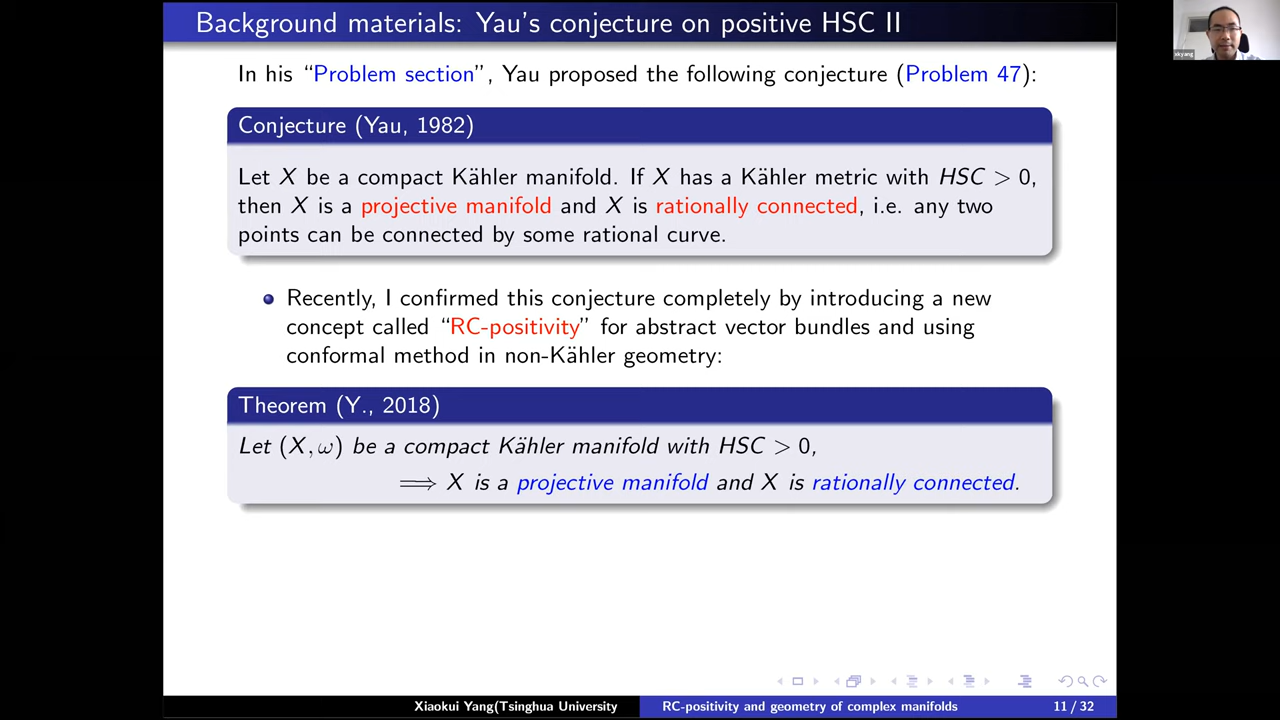 Background materials: Yau's conjecture on positive HSC II
xkyang
In his "Problem section", Yau proposed the following conjecture (Problem 47):
Conjecture (Yau, 1982)
Let X be a compact Kähler manifold. If X has a Kähler metric with HSC > 0,
then X is a projective manifold and X is rationally connected, i.e. any two
points can be connected by some rational curve.
Recently, I confirmed this conjecture completely by introducing a new
concept called "RC-positivity" for abstract vector bundles and using
conformal method in non-Kähler geometry:
Theorem (Y., 2018)
Let (X, ω) be a compact Kähler manifold with HSC > 0,
⟹ X is a projective manifold and X is rationally connected.
Xiaokui Yang(Tsinghua University
RC-positivity and geometry of complex manifolds
11 / 32